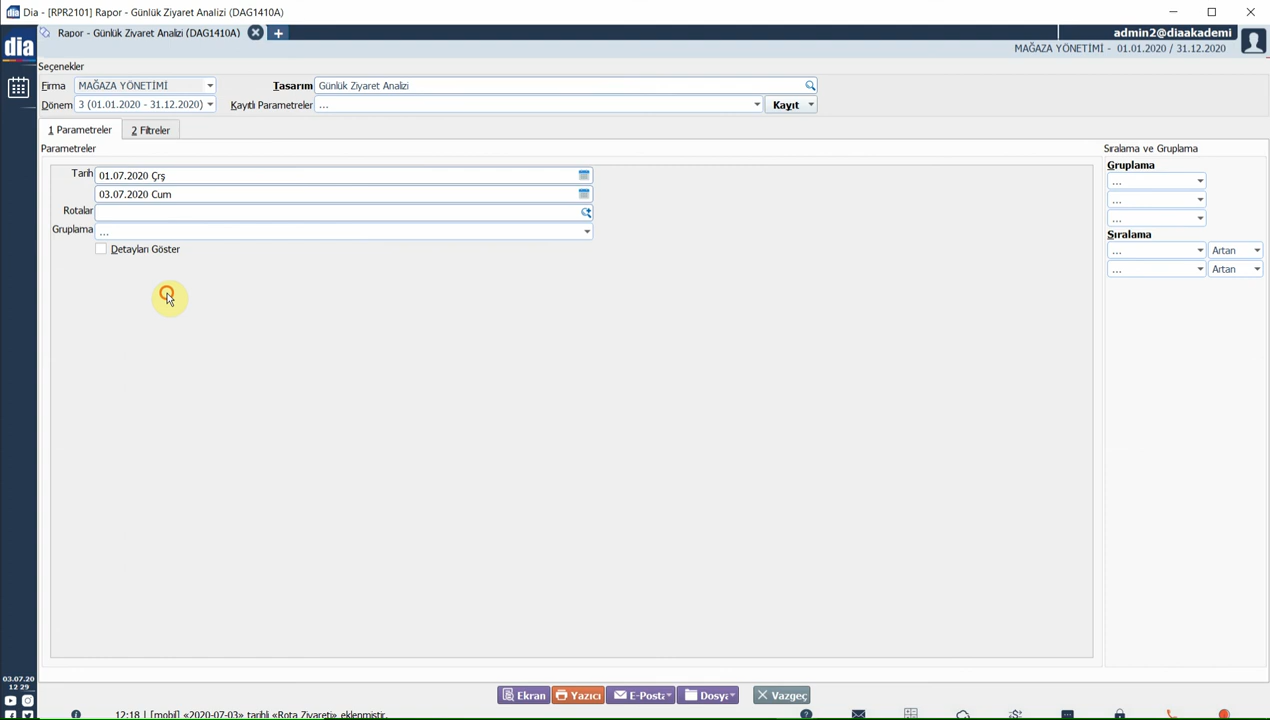 Dia - [RPR2101] Rapor - Günlük Ziyaret Analizi (DAG1410A)
dia
Rapor - Günlük Ziyaret Analizi (DAG1410A)
admin2@diaakademi
MAĞAZA YÖNETİMİ - 01.01.2020 / 31.12.2020
Seçenekler
Firma MAĞAZA YÖNETİMİ Tasarım Günlük Ziyaret Analizi
Dönem 3 (01.01.2020 - 31.12.2020) Kayıtlı Parametreler ... Kayıt
1 Parametreler 2 Filtreler
Parametreler
Sıralama ve Gruplama
Gruplama
...
...
...
Sıralama
... Artan
... Artan
Tarih 01.07.2020 Çrş
03.07.2020 Cum
Rotalar
Gruplama ...
Detayları Göster
Ekran Yazıcı E-Posta Dosya Vazgeç
03.07.20
12 29
12:18 | [mobil] «2020-07-03» tarihli «Rota Ziyareti» eklenmiştir.